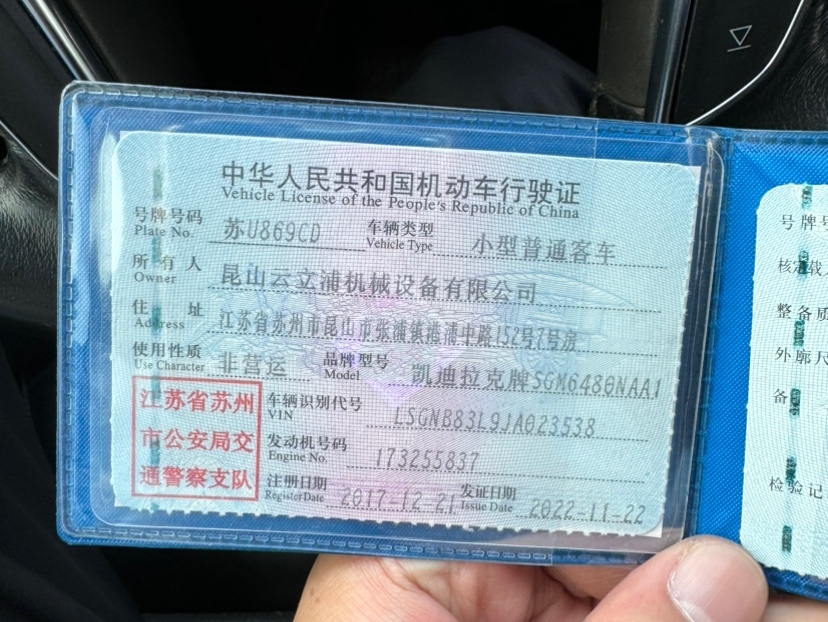 中华人民共和国机动车行驶证
Vehicle License of the People's Republic of China
号牌号码 苏U869CD 车辆类型 小型普通客车
Plate No. Vehicle Type
所有人 昆山云立浦机械设备有限公司
Owner
住址 江苏省苏州市昆山市张浦镇港浦中路152号7号房
Address
使用性质 非营运 品牌型号 凯迪拉克牌SGM6480NAA1
Use Character Model
江苏省苏州
市公安局交
通警察支队
车辆识别代号 LSGNB83L9JA023538
VIN
发动机号码 173255837
Engine No.
注册日期 2017-12-21 发证日期 2022-11-22
Register Date Issue Date
号牌号
核定载
整备质
外廓尺
备
检验记